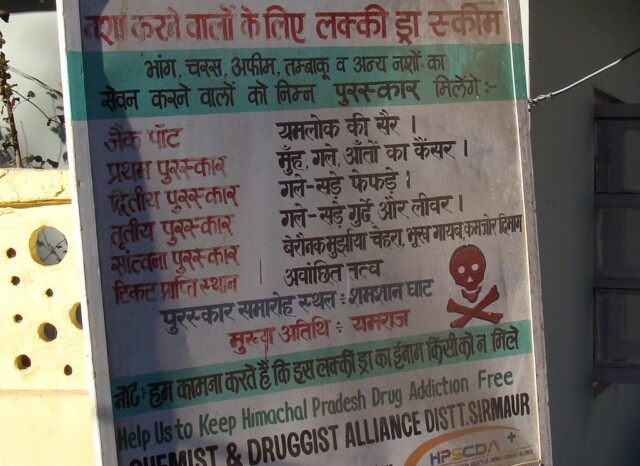 नशा करने वालों के लिए लक्की ड्रा स्कीम
भांग, चरस, अफीम, तम्बाकू व अन्य नशों का
सेवन करने वालों को निम्न पुरस्कार मिलेंगे :-
जैक पॉट यमलोक की सैर ।
प्रथम पुरस्कार मुँह, गले, आँतों का कैंसर ।
द्वितीय पुरस्कार गले-सड़े फेफड़े ।
तृतीय पुरस्कार गले-सड़े गुर्दे और लीवर ।
सांत्वना पुरस्कार बेरौनक मुर्झाया चेहरा, भूख गायब, कमजोर दिमाग
टिकट प्राप्ति स्थान अवांछित तत्व
पुरस्कार समारोह स्थल : शमशान घाट
मुख्या अतिथि : यमराज
नोट : हम कामना करते हैं कि इस लक्की ड्रा का ईनाम किसी को न मिले
Help Us to Keep Himachal Pradesh Drug Addiction Free
CHEMIST & DRUGGIST ALLIANCE DISTT. SIRMAUR
HPSCDA